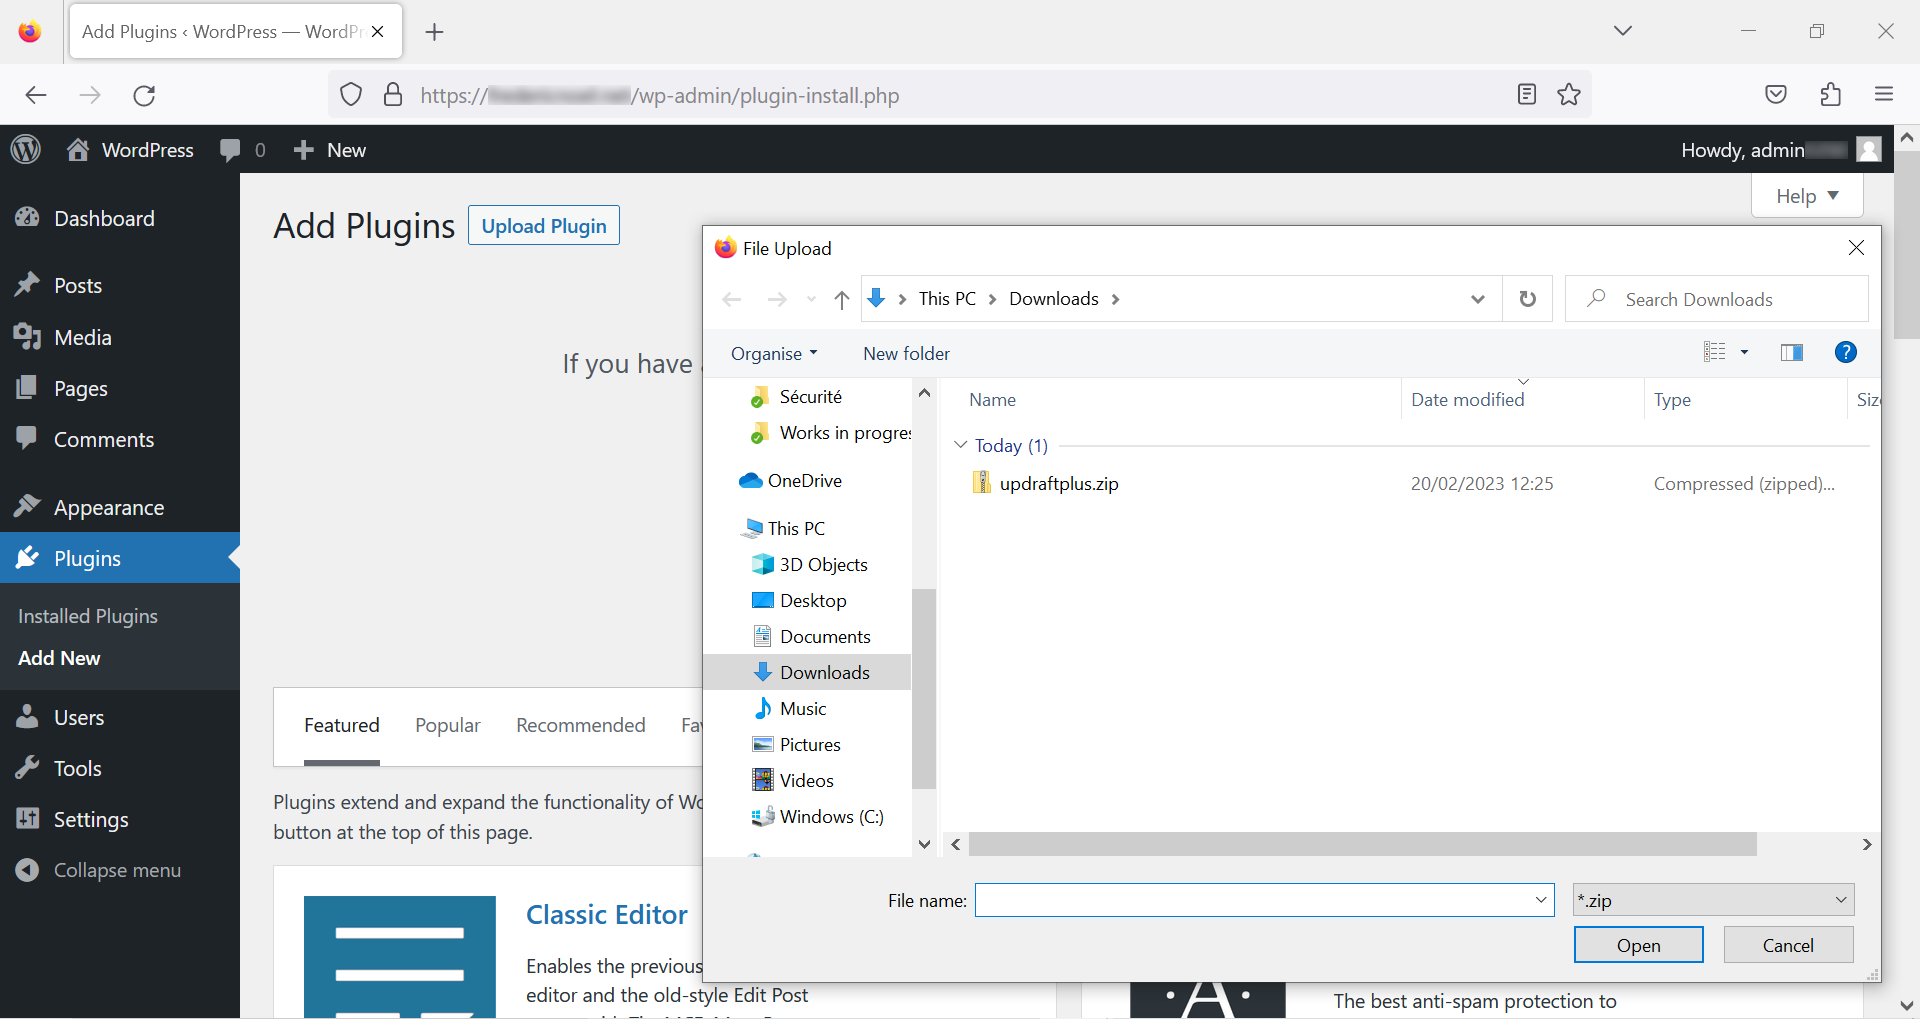 Add Plugins ‹ WordPress — WordPr
https:// /wp-admin/plugin-install.php
WordPress
0
New
Howdy, admin
Dashboard
Posts
Media
Pages
Comments
Appearance
Plugins
Installed Plugins
Add New
Users
Tools
Settings
Collapse menu
Help
Add Plugins
Upload Plugin
If you have
Featured
Popular
Recommended
Plugins extend and expand the functionality of
button at the top of this page.
Classic Editor
Enables the previous
editor and the old-style Edit Post
The best anti-spam protection to
File Upload
This PC
Downloads
Search Downloads
Organise
New folder
Sécurité
Works in progres
OneDrive
This PC
3D Objects
Desktop
Documents
Downloads
Music
Pictures
Videos
Windows (C:)
Name
Date modified
Type
Today (1)
updraftplus.zip
20/02/2023 12:25
Compressed (zipped)...
File name:
*.zip
Open
Cancel